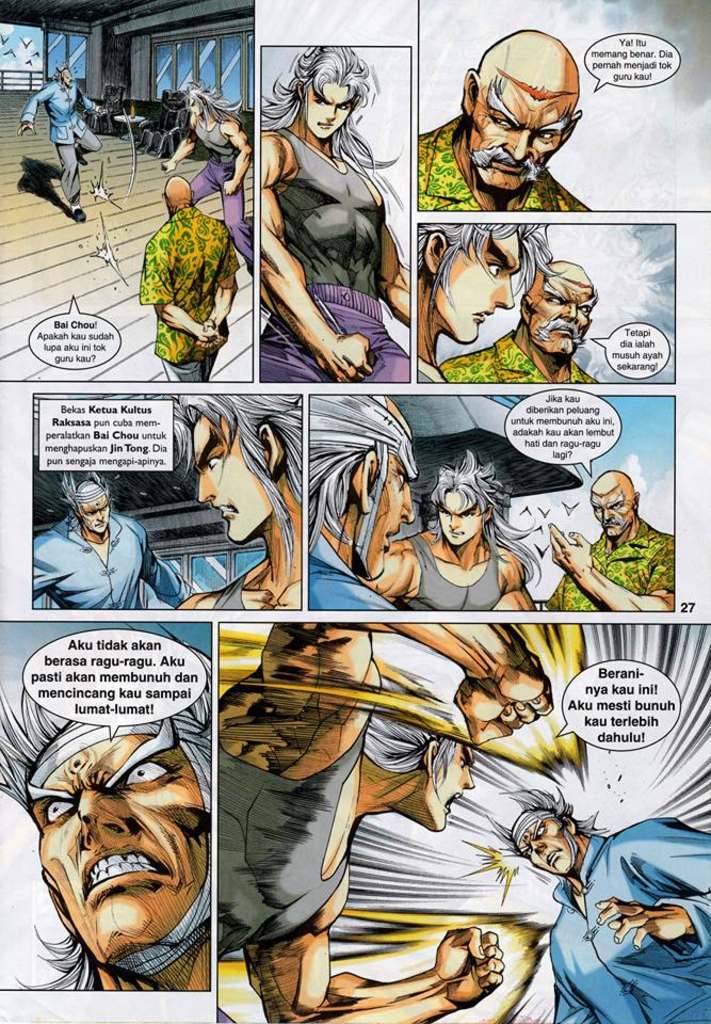 Ya! Itu
memang benar. Dia
pernah menjadi tok
guru kau!
Bai Chou!
Apakah kau sudah
lupa aku ini tok
guru kau?
Tetapi
dia ialah
musuh ayah
sekarang!
Bekas Ketua Kultus
Raksasa pun cuba mem-
peralatkan Bai Chou untuk
menghapuskan Jin Tong. Dia
pun sengaja mengapi-apinya.
Jika kau
diberikan peluang
untuk membunuh aku ini,
adakah kau akan lembut
hati dan ragu-ragu
lagi?
27
Aku tidak akan
berasa ragu-ragu. Aku
pasti akan membunuh dan
mencincang kau sampai
lumat-lumat!
Berani-
nya kau ini!
Aku mesti bunuh
kau terlebih
dahulu!